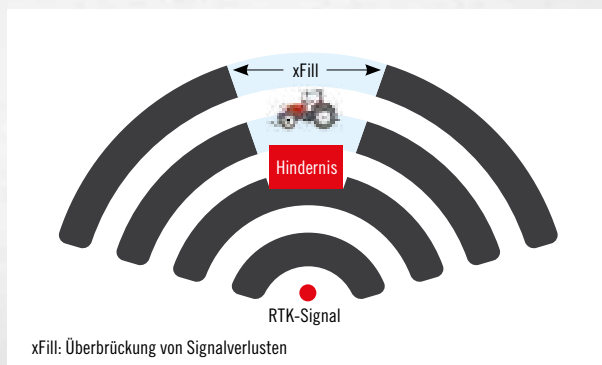 xFill
Hindernis
RTK-Signal
xFill: Überbrückung von Signalverlusten